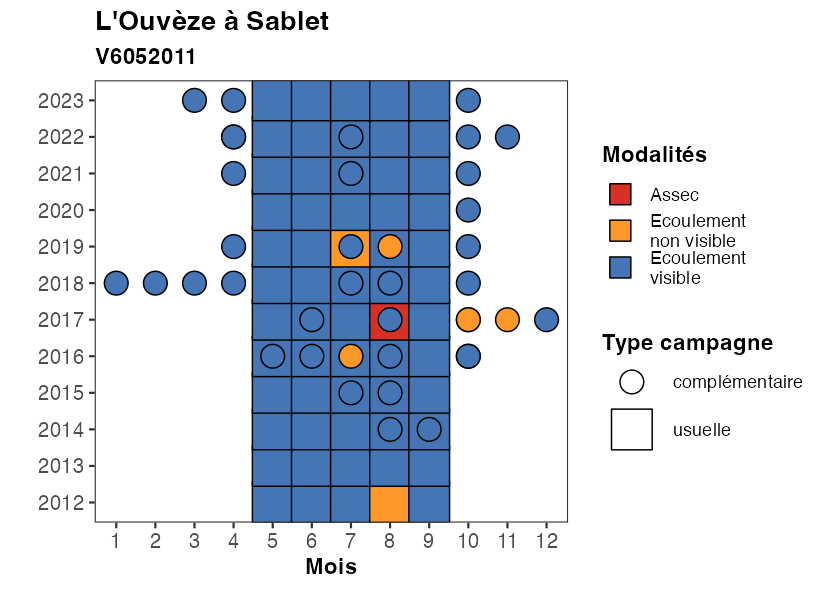 L'Ouvèze à Sablet
V6052011
2023
2022
2021
2020
2019
2018
2017
2016
2015
2014
2013
2012
1 2 3 4 5 6 7 8 9 10 11 12
Mois
Modalités
Assec
Ecoulement
non visible
Ecoulement
visible
Type campagne
complémentaire
usuelle